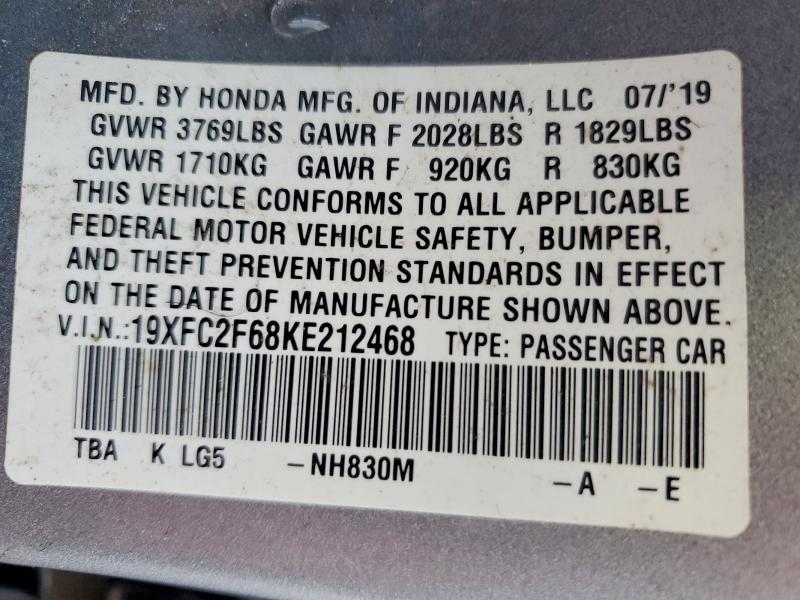 MFD. BY HONDA MFG. OF INDIANA, LLC 07/'19
GVWR 3769LBS GAWR F 2028LBS R 1829LBS
GVWR 1710KG GAWR F 920KG R 830KG
THIS VEHICLE CONFORMS TO ALL APPLICABLE
FEDERAL MOTOR VEHICLE SAFETY, BUMPER,
AND THEFT PREVENTION STANDARDS IN EFFECT
ON THE DATE OF MANUFACTURE SHOWN ABOVE.
V.I.N.:19XFC2F68KE212468 TYPE: PASSENGER CAR
TBA K LG5 -NH830M -A -E